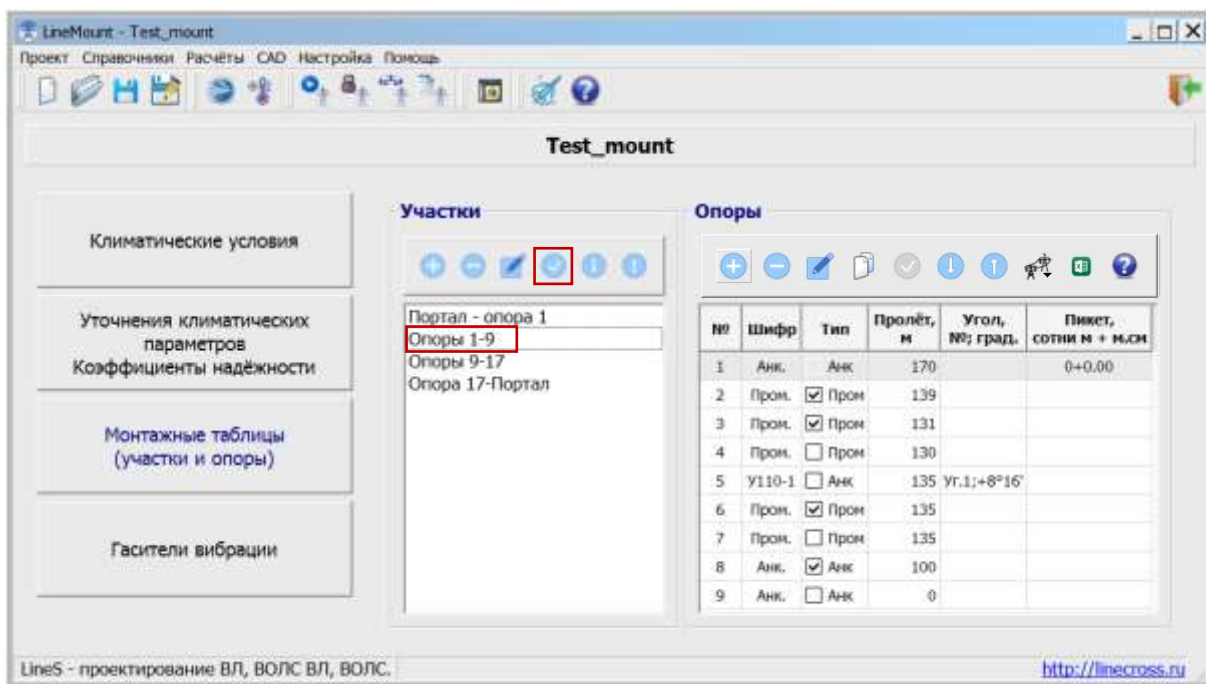 LineMount - Test_mount
Проект Справочники Расчёты CAD Настройка Помощь
Test_mount
Климатические условия
Уточнения климатических
параметров
Коэффициенты надёжности
Монтажные таблицы
(участки и опоры)
Гасители вибрации
Участки
Портал - опора 1
Опоры 1-9
Опоры 9-17
Опора 17-Портал
Опоры
№ Шифр Тип Пролёт, м Угол, №; град. Пикет, сотни м + м.см
1 Анк. Анк 170 0+0.00
2 Пром. Пром 139
3 Пром. Пром 131
4 Пром. Пром 130
5 У110-1 Анк 135 Уг.1;+8°16'
6 Пром. Пром 135
7 Пром. Пром 135
8 Анк. Анк 100
9 Анк. Анк 0
LineS - проектирование ВЛ, ВОЛС ВЛ, ВОЛС.
http://linecross.ru